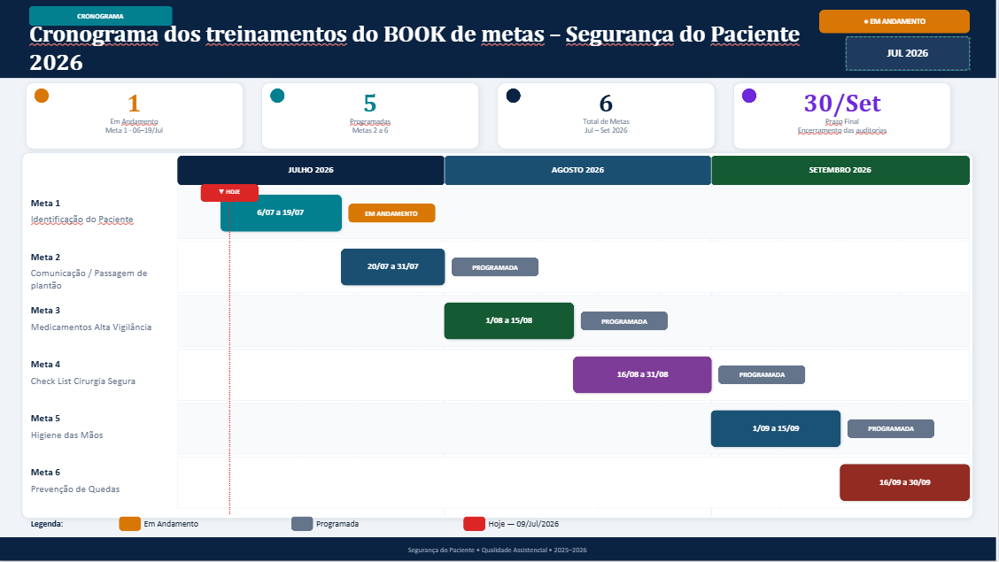 CRONOGRAMA
Cronograma dos treinamentos do BOOK de metas – Segurança do Paciente
2026
● EM ANDAMENTO
JUL 2026
1
Em Andamento
Meta 1 · 06–19/Jul
5
Programadas
Metas 2 a 6
6
Total de Metas
Jul – Set 2026
30/Set
Prazo Final
Encerramento das auditorias
JULHO 2026
AGOSTO 2026
SETEMBRO 2026
▼ HOJE
Meta 1
Identificação do Paciente
6/07 a 19/07
EM ANDAMENTO
Meta 2
Comunicação / Passagem de
plantão
20/07 a 31/07
PROGRAMADA
Meta 3
Medicamentos Alta Vigilância
1/08 a 15/08
PROGRAMADA
Meta 4
Check List Cirurgia Segura
16/08 a 31/08
PROGRAMADA
Meta 5
Higiene das Mãos
1/09 a 15/09
PROGRAMADA
Meta 6
Prevenção de Quedas
16/09 a 30/09
Legenda:
Em Andamento
Programada
Hoje — 09/Jul/2026
Segurança do Paciente • Qualidade Assistencial • 2025–2026